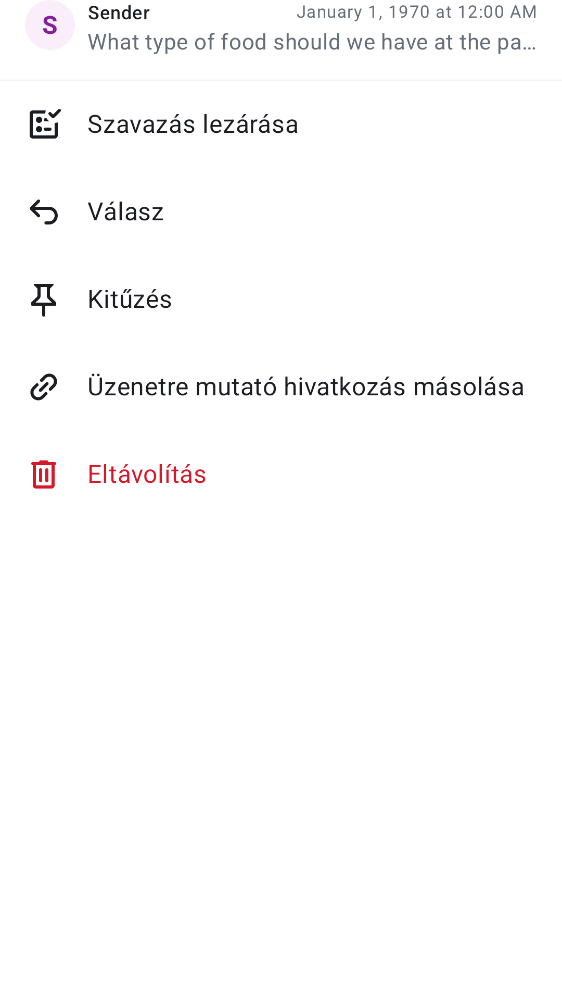 S
Sender
January 1, 1970 at 12:00 AM
What type of food should we have at the pa…
Szavazás lezárása
Válasz
Kitűzés
Üzenetre mutató hivatkozás másolása
Eltávolítás